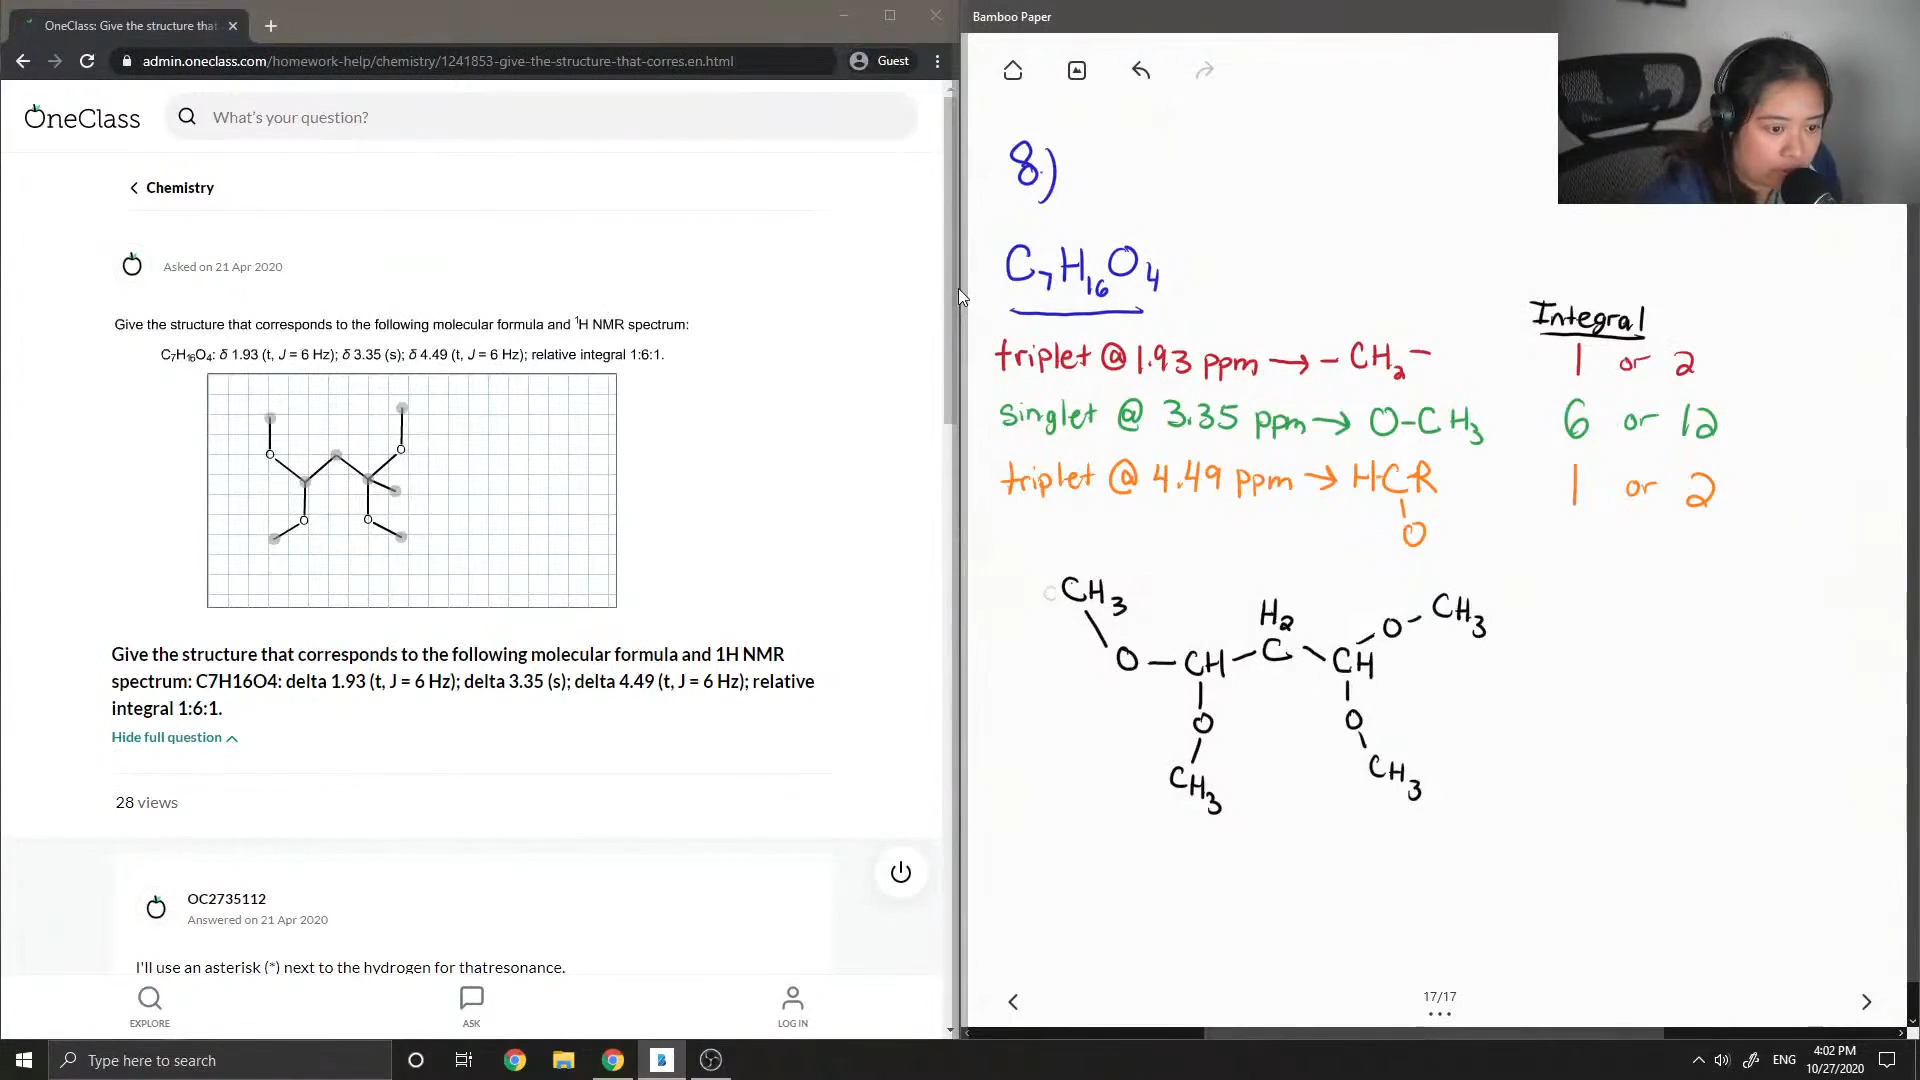 OneClass: Give the structure that
admin.oneclass.com/homework-help/chemistry/1241853-give-the-structure-that-corres.en.html
Guest
OneClass
What's your question?
Chemistry
Asked on 21 Apr 2020
Give the structure that corresponds to the following molecular formula and ¹H NMR spectrum:
C₇H₁₆O₄: δ 1.93 (t, J = 6 Hz); δ 3.35 (s); δ 4.49 (t, J = 6 Hz); relative integral 1:6:1.
O
O
O
O
Give the structure that corresponds to the following molecular formula and 1H NMR
spectrum: C7H16O4: delta 1.93 (t, J = 6 Hz); delta 3.35 (s); delta 4.49 (t, J = 6 Hz); relative
integral 1:6:1.
Hide full question
28 views
OC2735112
Answered on 21 Apr 2020
I'll use an asterisk (*) next to the hydrogen for thatresonance.
EXPLORE
ASK
LOG IN
Bamboo Paper
8)
C₇H₁₆O₄
Integral
triplet @ 1.93 ppm → – CH₂ – 1 or 2
singlet @ 3.35 ppm → O–CH₃ 6 or 12
triplet @ 4.49 ppm → HCR 1 or 2
O
CH₃ H₂ O – CH₃
O – CH – C – CH
O O
CH₃ CH₃
17/17
Type here to search
ENG
4:02 PM
10/27/2020